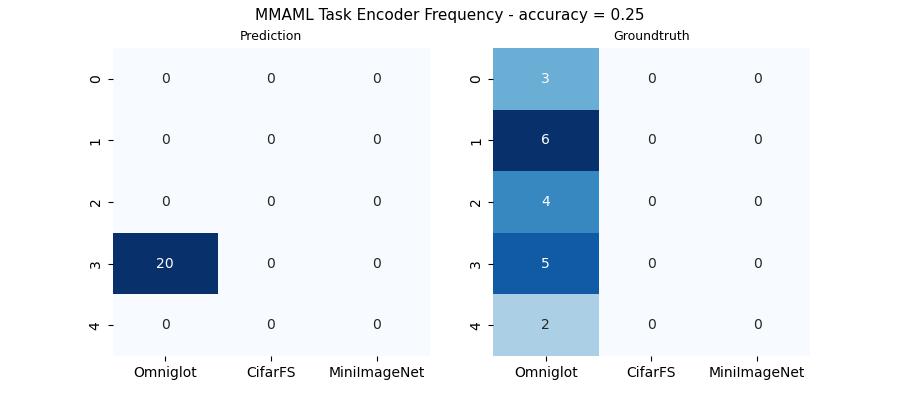 MMAML Task Encoder Frequency - accuracy = 0.25
Prediction
0 0 0 0
1 0 0 0
2 0 0 0
3 20 0 0
4 0 0 0
Omniglot CifarFS MiniImageNet
Groundtruth
0 3 0 0
1 6 0 0
2 4 0 0
3 5 0 0
4 2 0 0
Omniglot CifarFS MiniImageNet